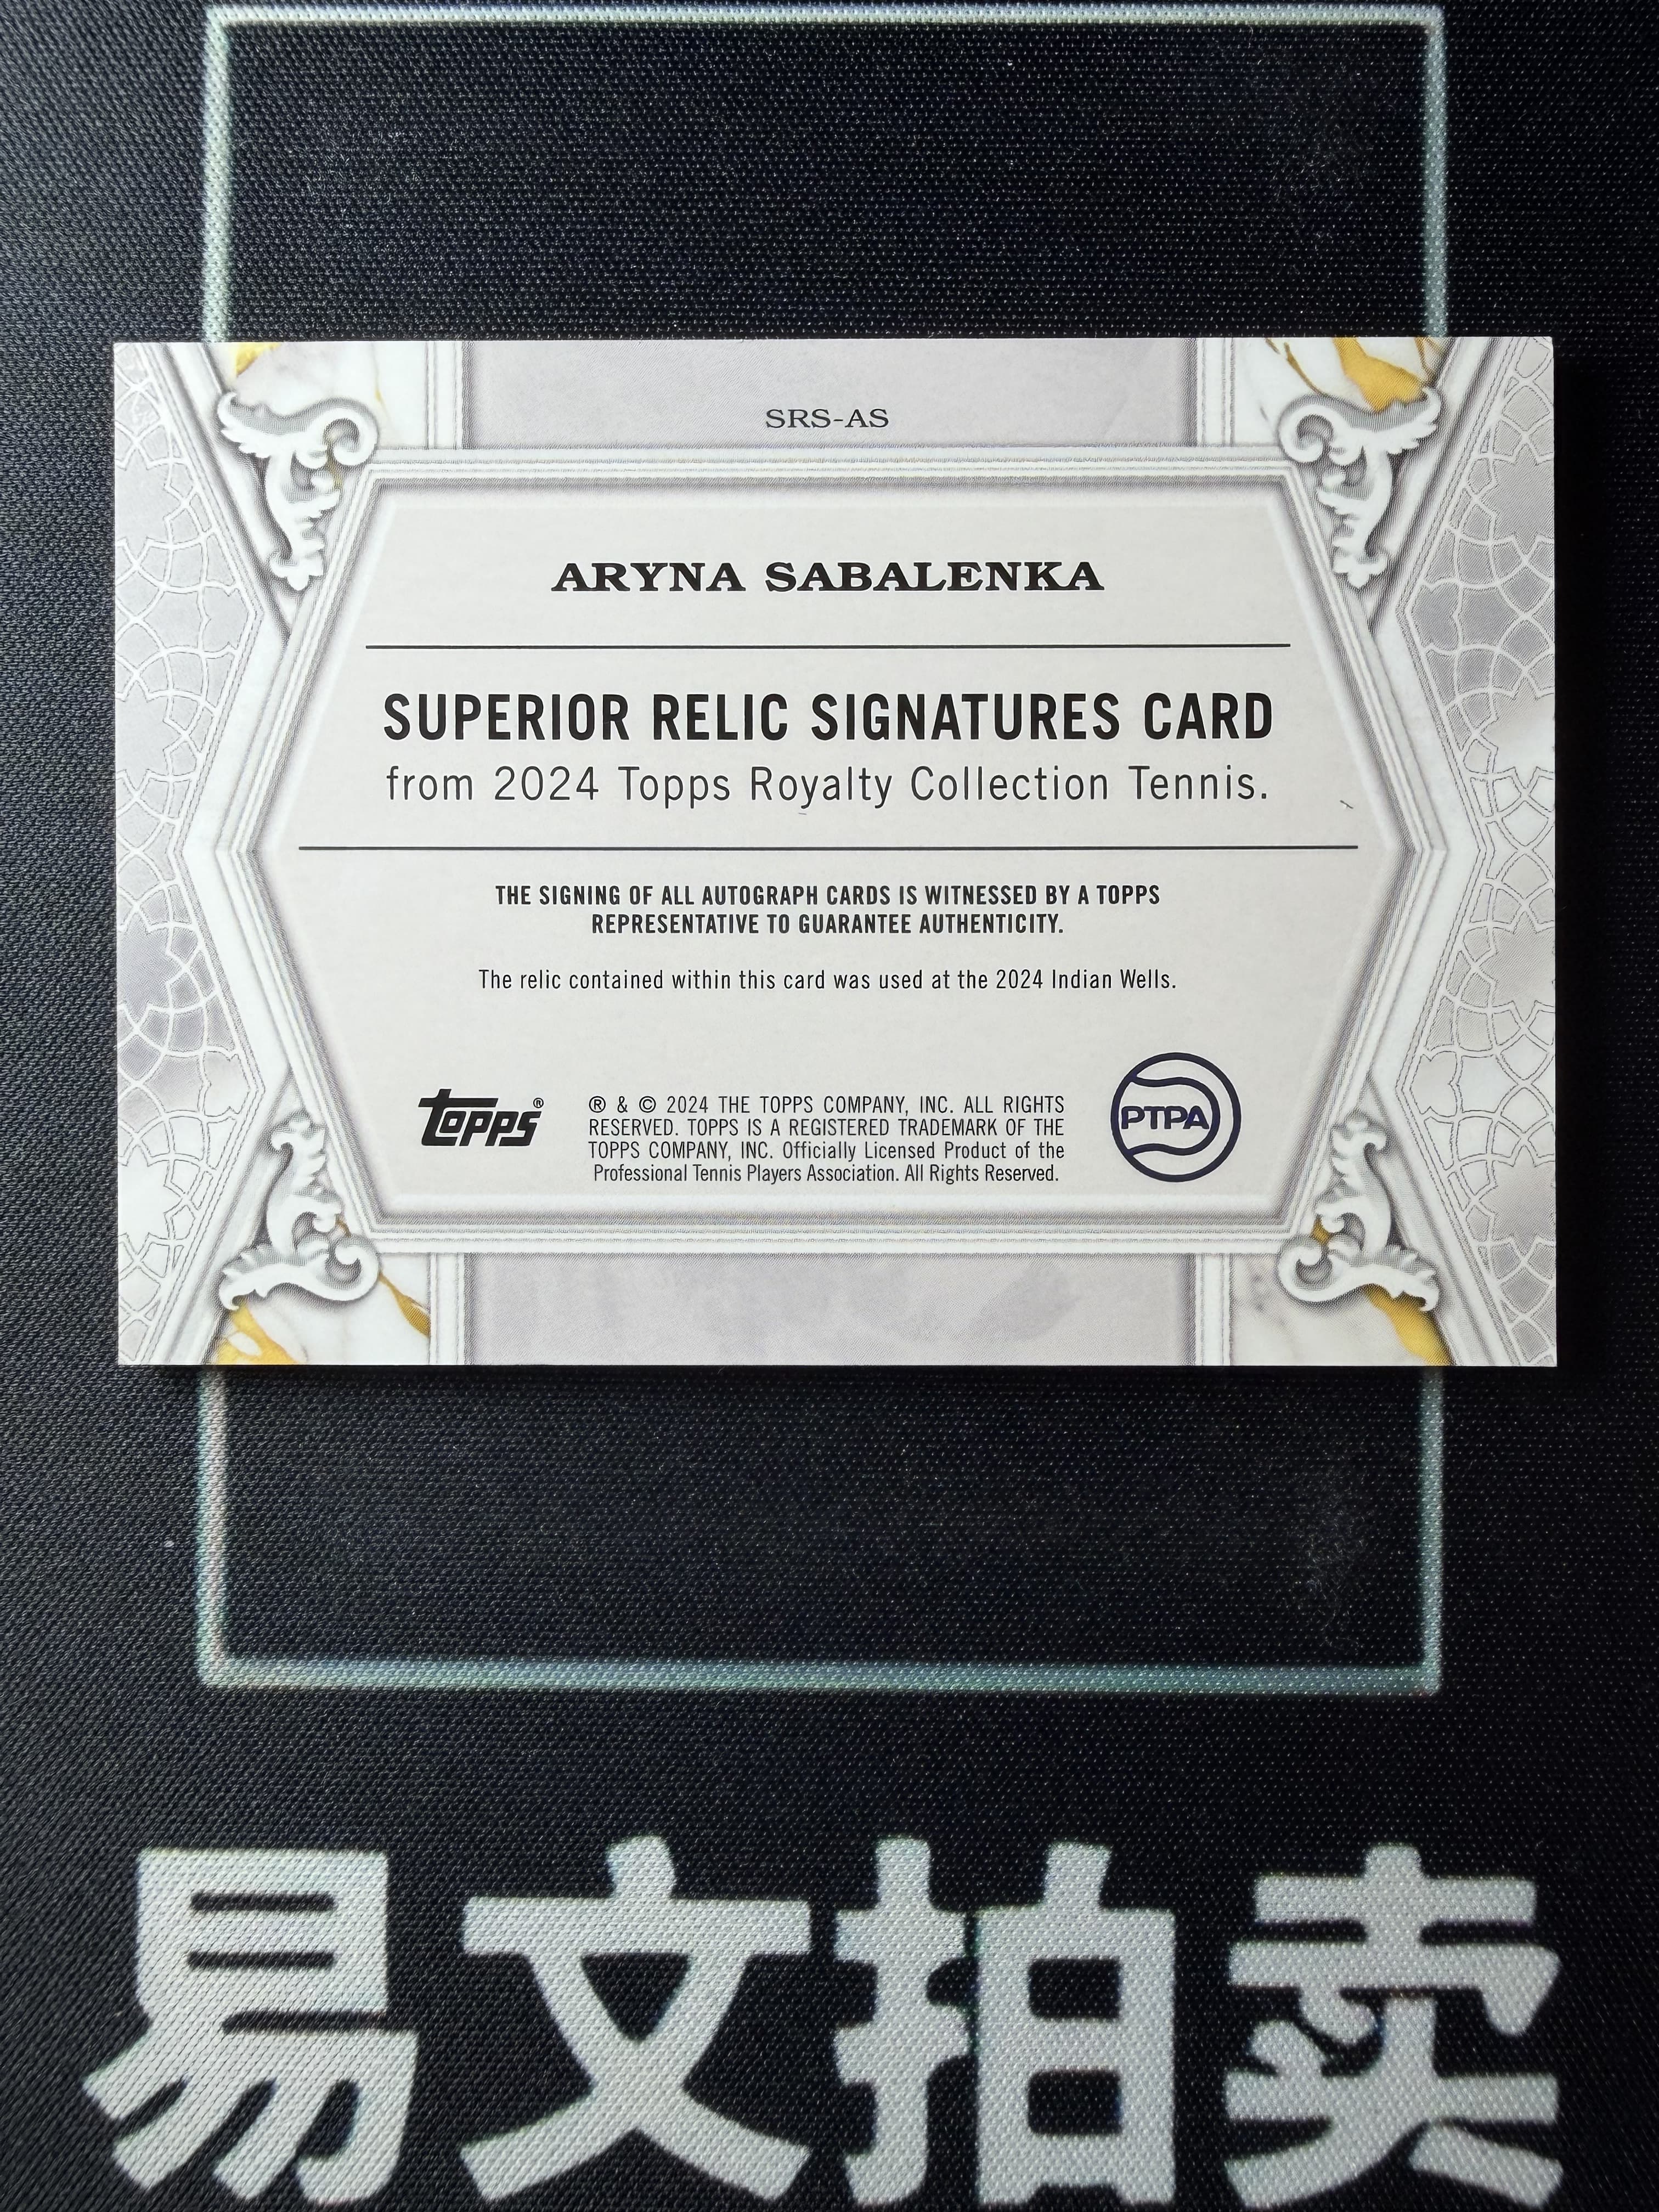 SRS-AS
ARYNA SABALENKA
SUPERIOR RELIC SIGNATURES CARD
from 2024 Topps Royalty Collection Tennis.
THE SIGNING OF ALL AUTOGRAPH CARDS IS WITNESSED BY A TOPPS
REPRESENTATIVE TO GUARANTEE AUTHENTICITY.
The relic contained within this card was used at the 2024 Indian Wells.
topps®
® & © 2024 THE TOPPS COMPANY, INC. ALL RIGHTS
RESERVED. TOPPS IS A REGISTERED TRADEMARK OF THE
TOPPS COMPANY, INC. Officially Licensed Product of the
Professional Tennis Players Association. All Rights Reserved.
PTPA
易文拍卖